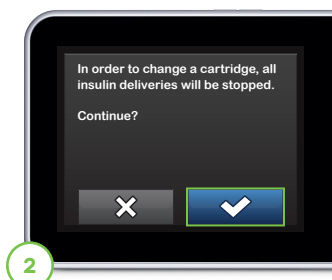 In order to change a cartridge, all
insulin deliveries will be stopped.
Continue?
2